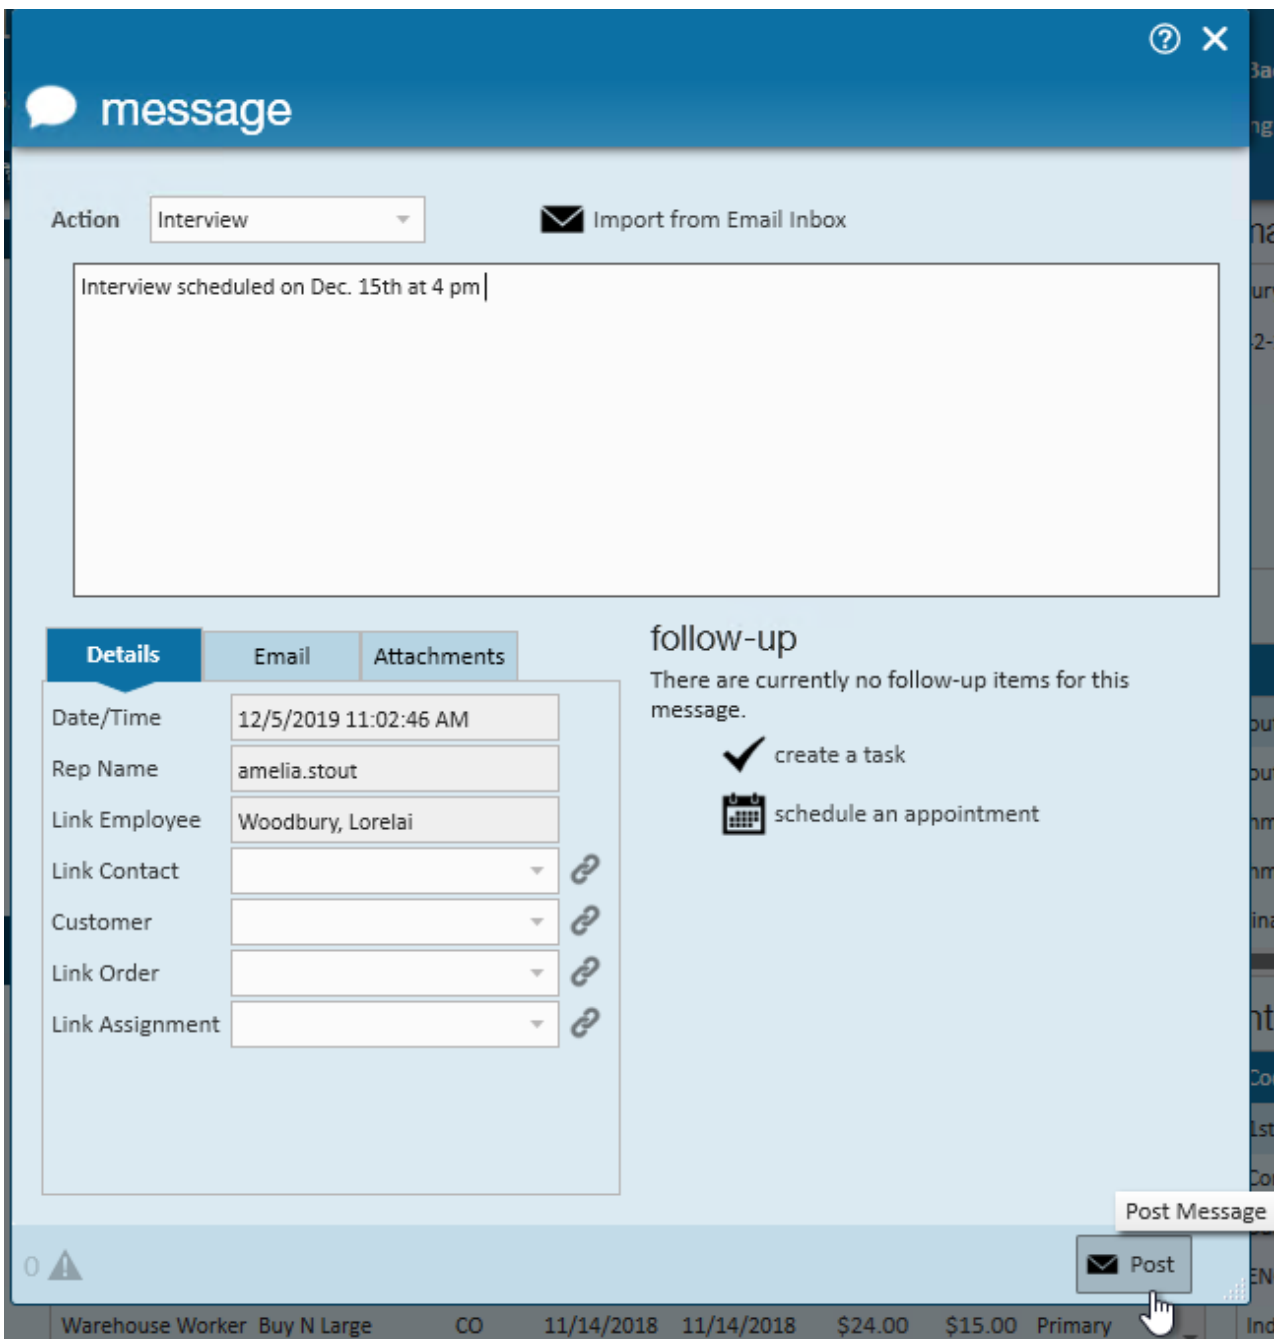 message
Action Interview Import from Email Inbox
Interview scheduled on Dec. 15th at 4 pm
Details Email Attachments
Date/Time 12/5/2019 11:02:46 AM
Rep Name amelia.stout
Link Employee Woodbury, Lorelai
Link Contact
Customer
Link Order
Link Assignment
follow-up
There are currently no follow-up items for this
message.
create a task
schedule an appointment
Post Message
0
Post
Warehouse Worker Buy N Large CO 11/14/2018 11/14/2018 $24.00 $15.00 Primary